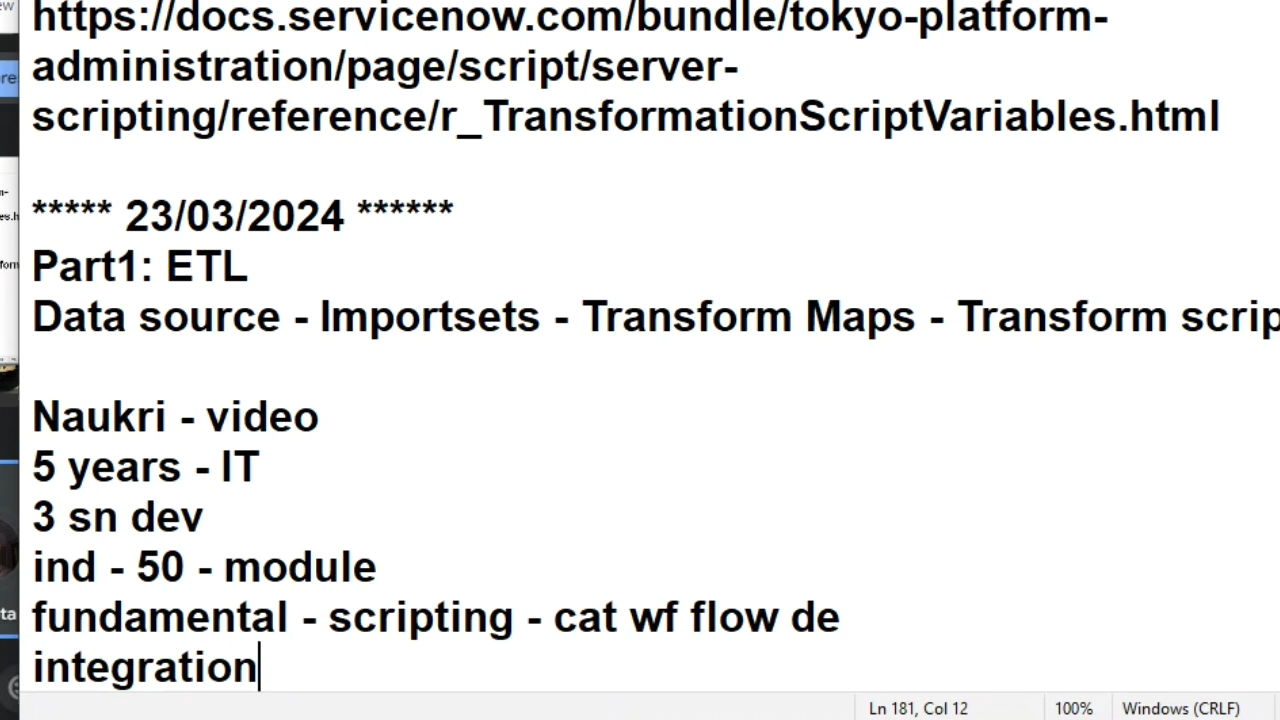 https://docs.servicenow.com/bundle/tokyo-platform-
administration/page/script/server-
scripting/reference/r_TransformationScriptVariables.html
***** 23/03/2024 ******
Part1: ETL
Data source - Importsets - Transform Maps - Transform scrip
Naukri - video
5 years - IT
3 sn dev
ind - 50 - module
fundamental - scripting - cat wf flow de
integration
Ln 181, Col 12 100% Windows (CRLF)